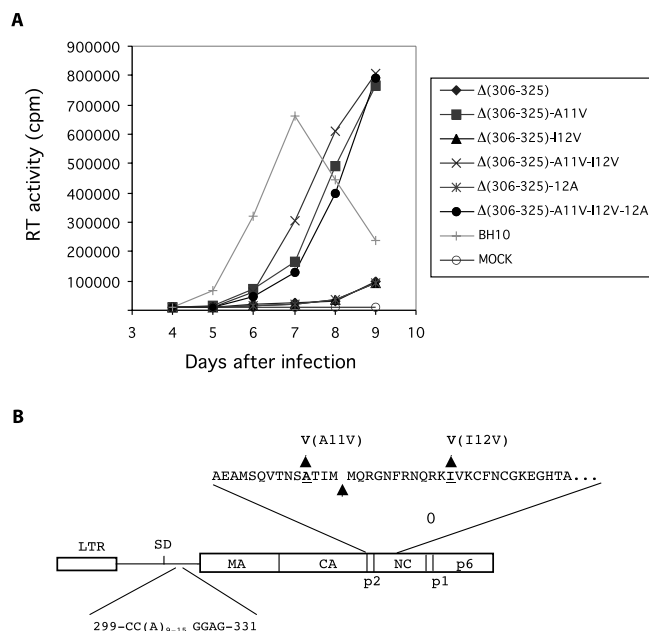 A
RT activity (cpm)
900000
800000
700000
600000
500000
400000
300000
200000
100000
3 4 5 6 7 8 9 10
Days after infection
Δ(306-325)
Δ(306-325)-A11V
Δ(306-325)-I12V
Δ(306-325)-A11V-I12V
Δ(306-325)-12A
Δ(306-325)-A11V-I12V-12A
BH10
MOCK
B
V(A11V) V(I12V)
AEAMSQVTNSATIM MQRGNFRNQRKIVKCFNCGKEGHTA...
0
LTR SD MA CA NC p6
p2 p1
299-CC(A)9-15 GGAG-331